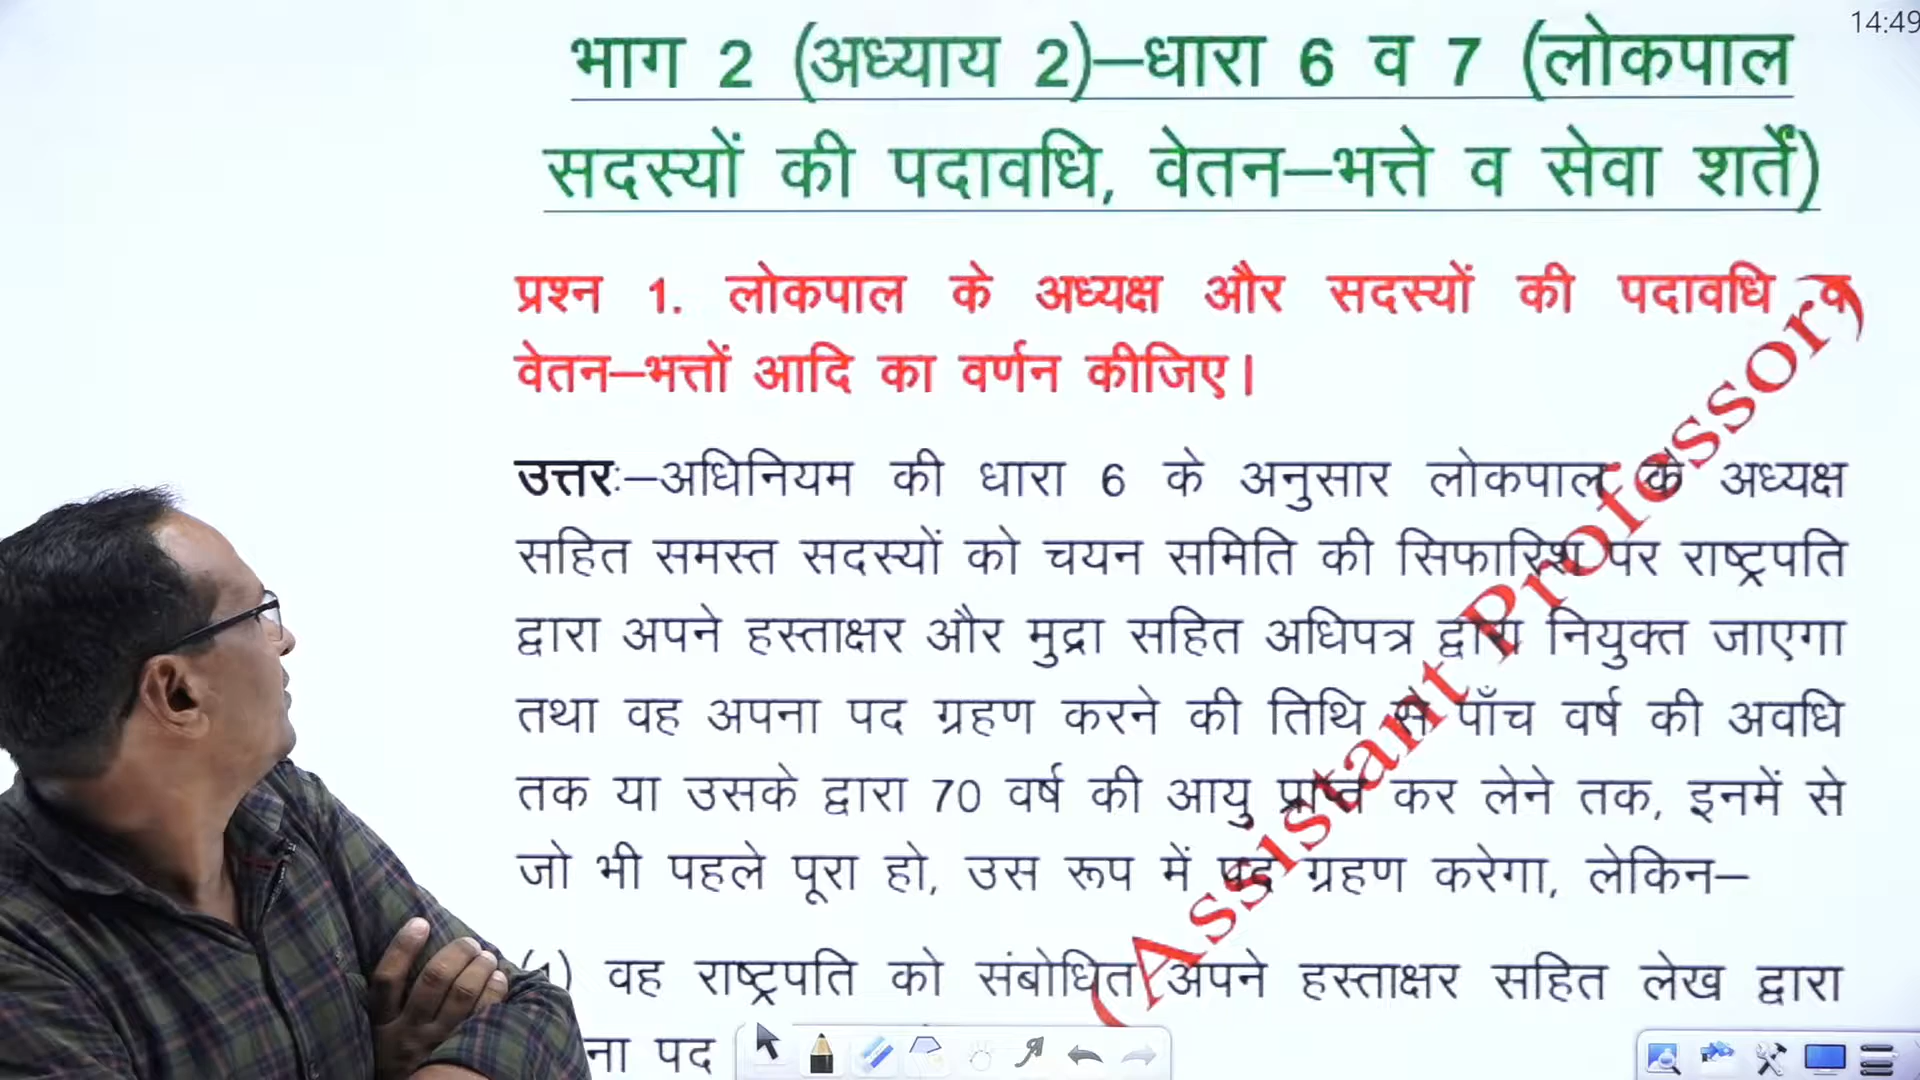 14:49
भाग 2 (अध्याय 2)–धारा 6 व 7 (लोकपाल
सदस्यों की पदावधि, वेतन–भत्ते व सेवा शर्तें)
प्रश्न 1. लोकपाल के अध्यक्ष और सदस्यों की पदावधि व
वेतन–भत्तों आदि का वर्णन कीजिए।
उत्तरः–अधिनियम की धारा 6 के अनुसार लोकपाल के अध्यक्ष
सहित समस्त सदस्यों को चयन समिति की सिफारिश पर राष्ट्रपति
द्वारा अपने हस्ताक्षर और मुद्रा सहित अधिपत्र द्वारा नियुक्त जाएगा
तथा वह अपना पद ग्रहण करने की तिथि से पाँच वर्ष की अवधि
तक या उसके द्वारा 70 वर्ष की आयु प्राप्त कर लेने तक, इनमें से
जो भी पहले पूरा हो, उस रूप में पद ग्रहण करेगा, लेकिन–
(1) वह राष्ट्रपति को संबोधित अपने हस्ताक्षर सहित लेख द्वारा
पद
(Assistant Professor)